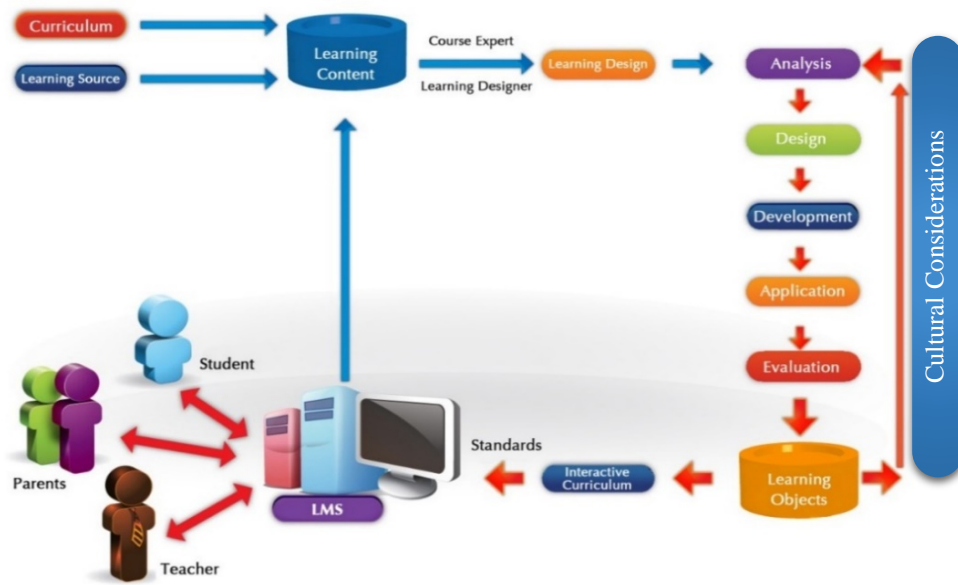 Curriculum
Learning Source
Learning
Content
Course Expert
Learning Designer
Learning Design
Analysis
Design
Development
Application
Evaluation
Learning
Objects
Interactive
Curriculum
Standards
LMS
Student
Parents
Teacher
Cultural Considerations